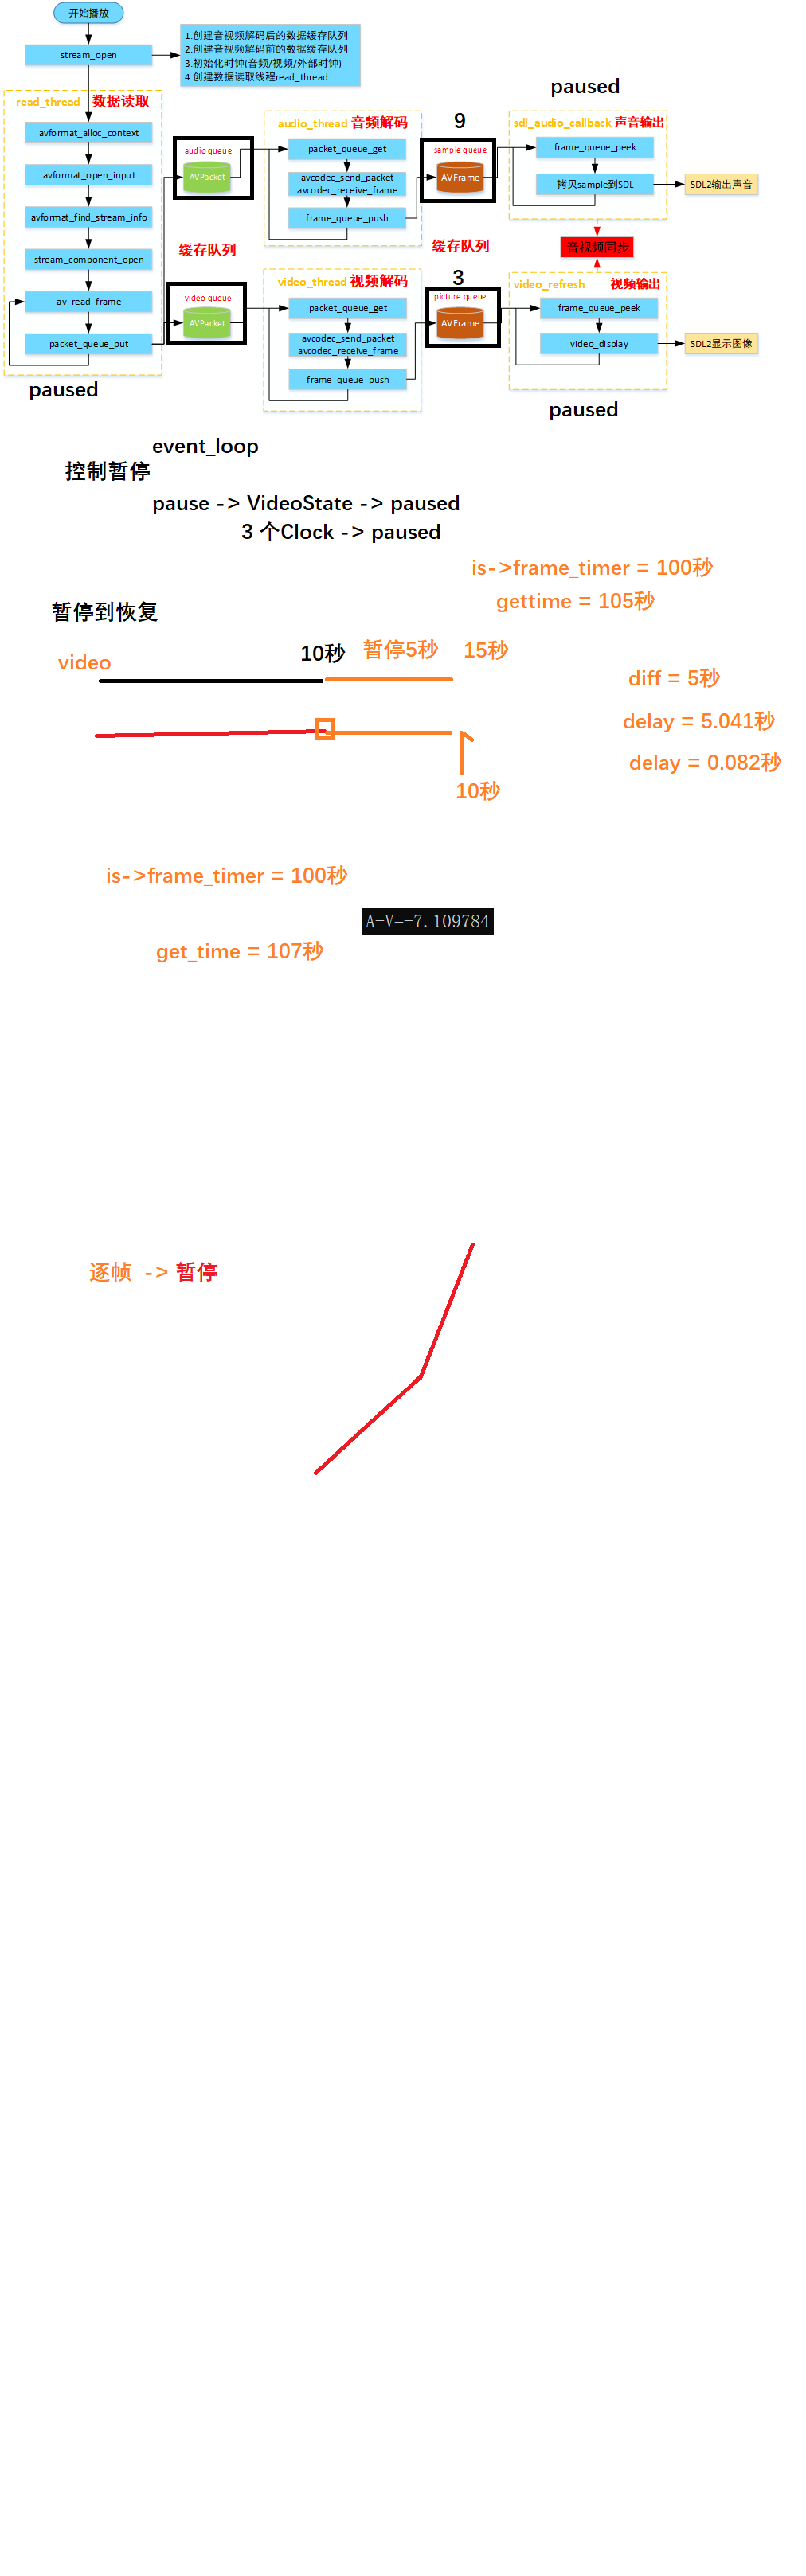 开始播放
stream_open
1.创建音视频解码后的数据缓存队列
2.创建音视频解码前的数据缓存队列
3.初始化时钟(音频/视频/外部时钟)
4.创建数据读取线程read_thread
read_thread 数据读取
avformat_alloc_context
avformat_open_input
avformat_find_stream_info
stream_component_open
av_read_frame
packet_queue_put
paused
audio queue
AVPacket
缓存队列
video queue
AVPacket
audio_thread 音频解码
packet_queue_get
avcodec_send_packet
avcodec_receive_frame
frame_queue_push
video_thread 视频解码
packet_queue_get
avcodec_send_packet
avcodec_receive_frame
frame_queue_push
9
sample queue
AVFrame
缓存队列
3
picture queue
AVFrame
paused
sdl_audio_callback 声音输出
frame_queue_peek
拷贝sample到SDL
SDL2输出声音
音视频同步
video_refresh 视频输出
frame_queue_peek
video_display
SDL2显示图像
paused
event_loop
控制暂停
pause -> VideoState -> paused
3 个Clock -> paused
is->frame_timer = 100秒
gettime = 105秒
暂停到恢复
video
10秒
暂停5秒
15秒
diff = 5秒
delay = 5.041秒
delay = 0.082秒
10秒
is->frame_timer = 100秒
A-V=-7.109784
get_time = 107秒
逐帧 -> 暂停